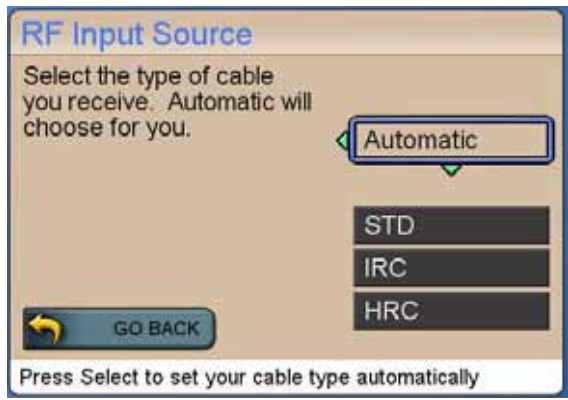 RF Input Source
Select the type of cable
you receive. Automatic will
choose for you.
Automatic
STD
IRC
HRC
GO BACK
Press Select to set your cable type automatically